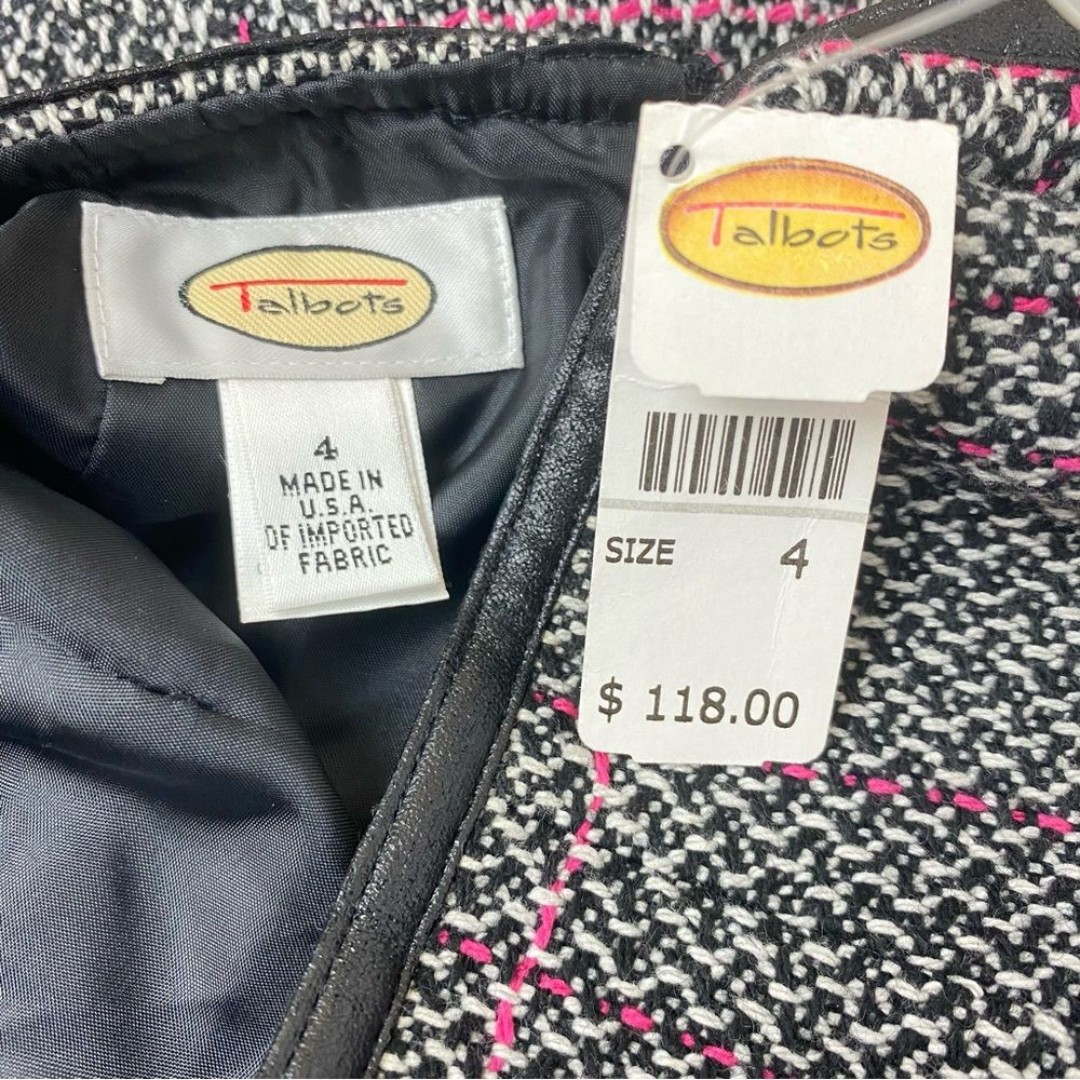 Talbots
4
MADE IN
U.S.A.
OF IMPORTED
FABRIC
Talbots
SIZE 4
$ 118.00